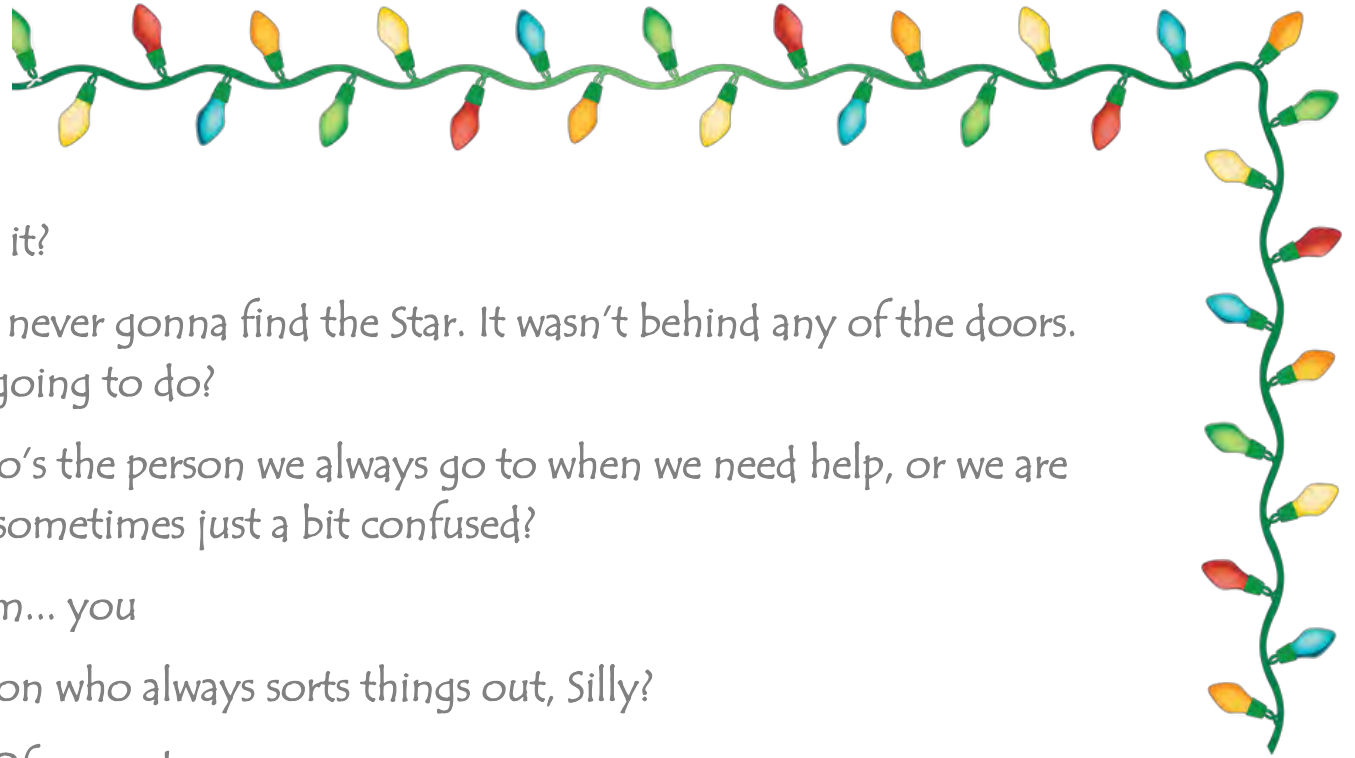 it?
never gonna find the Star. It wasn't behind any of the doors.
going to do?
o's the person we always go to when we need help, or we are
sometimes just a bit confused?
m... you
on who always sorts things out, Silly?